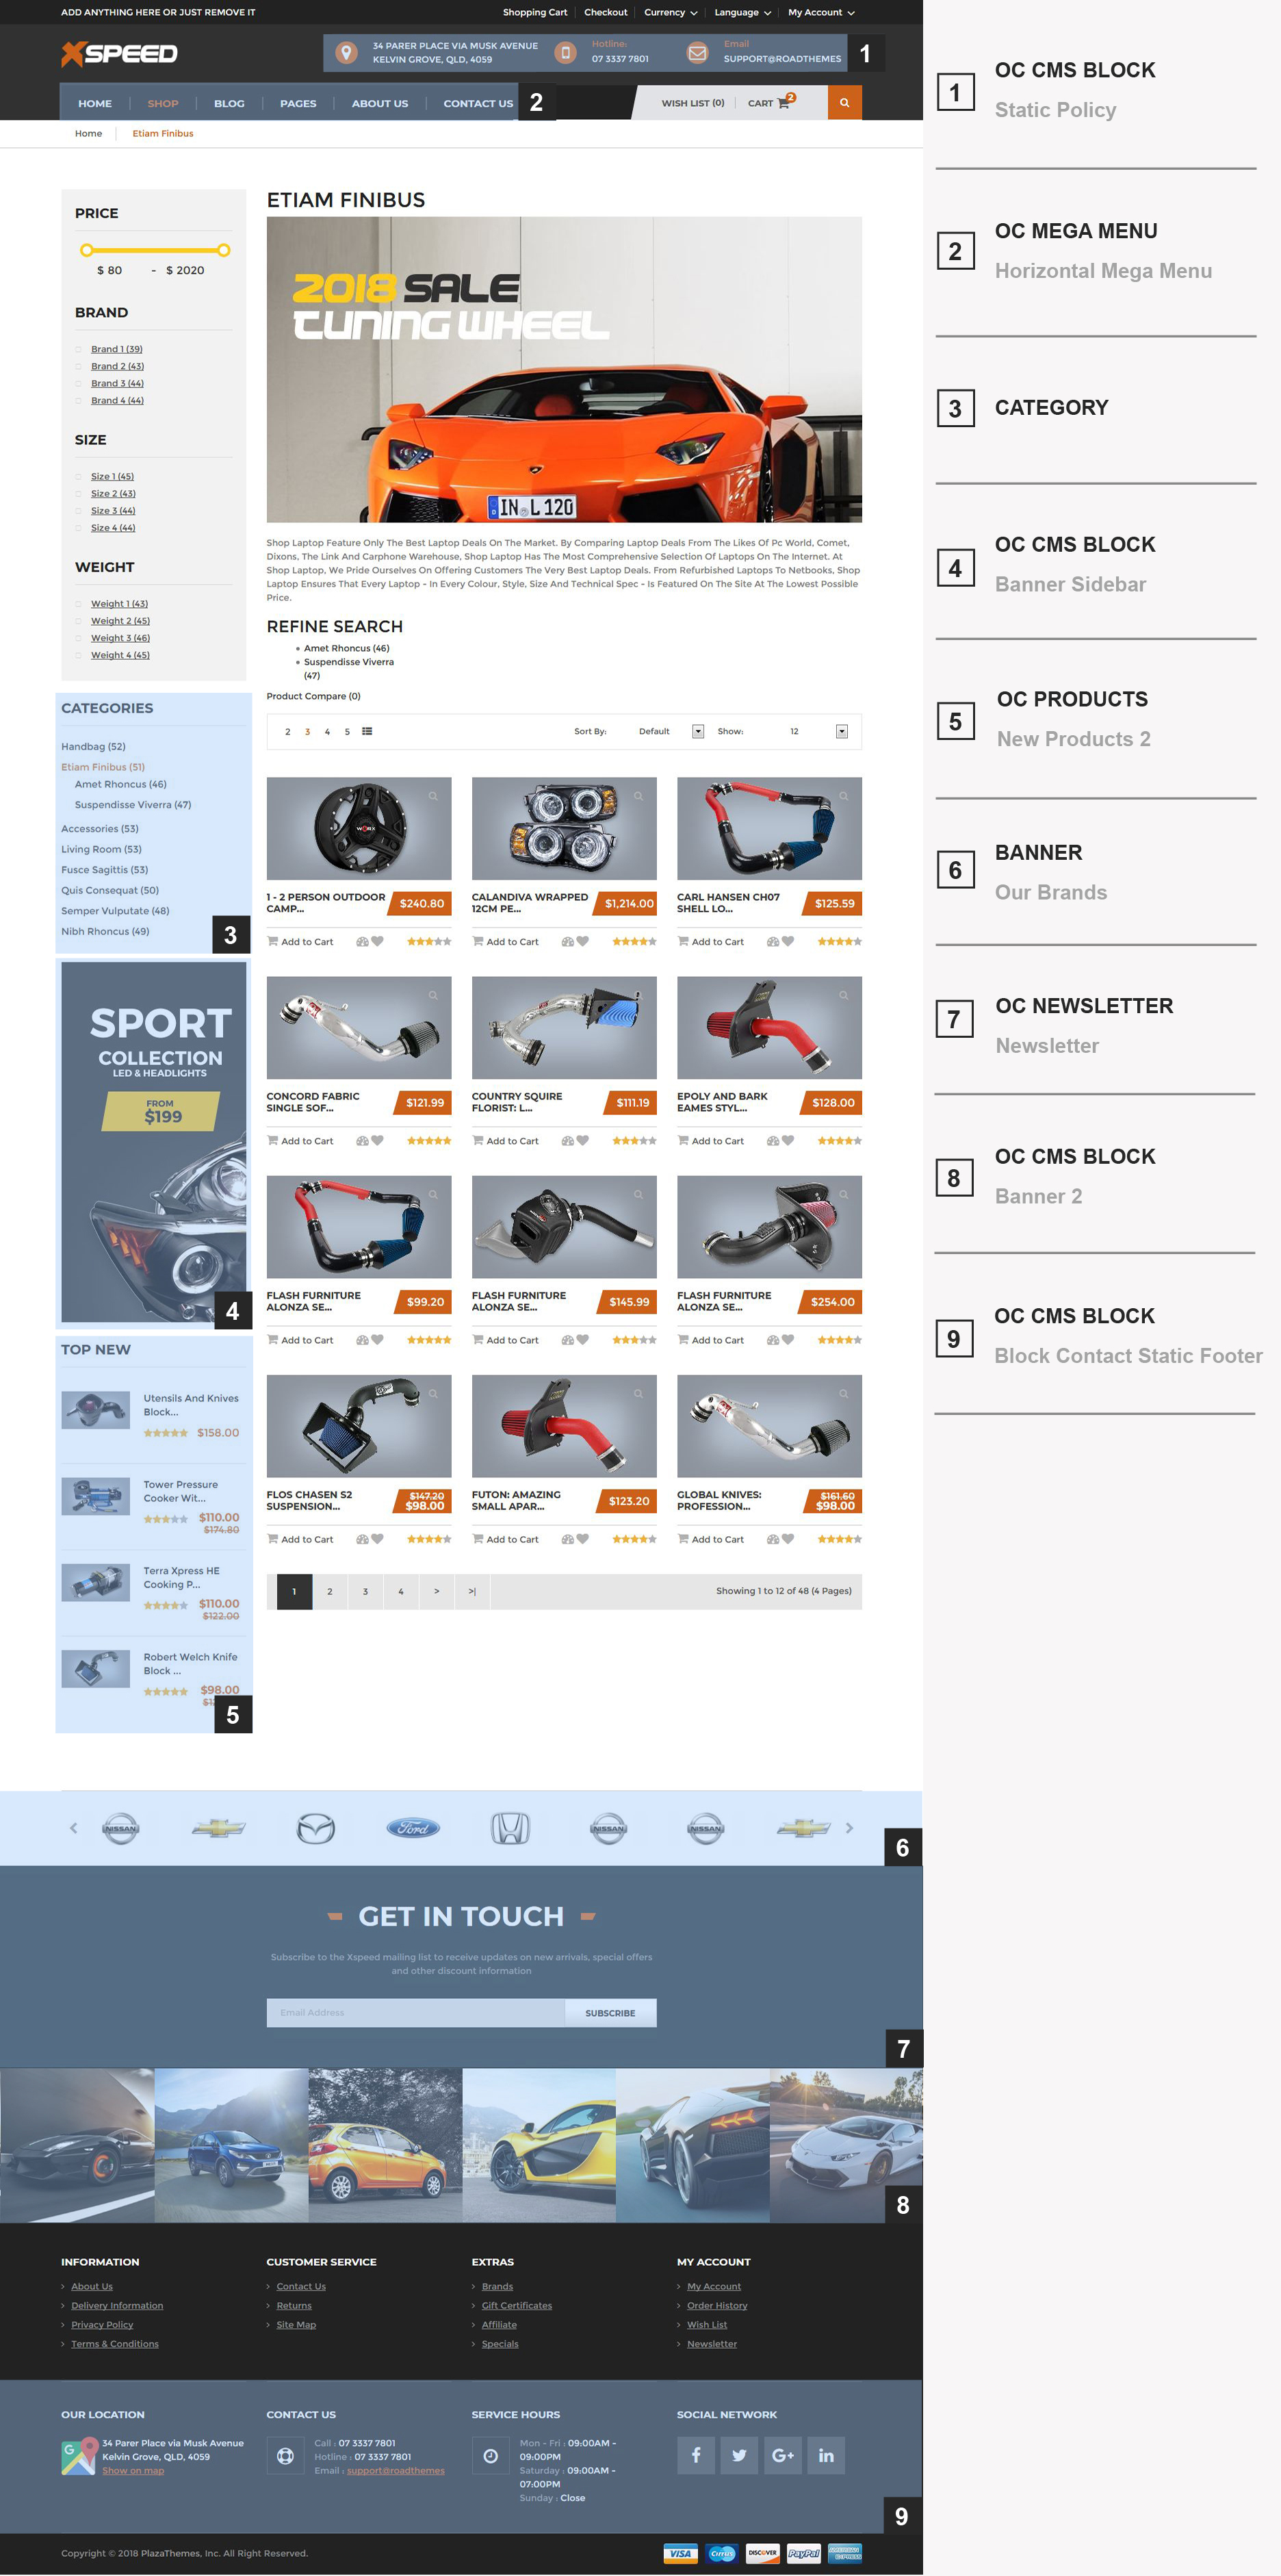 ADD ANYTHING HERE OR JUST REMOVE IT
Shopping Cart Checkout Currency Language My Account
XSPEED
34 PARER PLACE VIA MUSK AVENUE
KELVIN GROVE, QLD, 4059
Hotline:
07 3337 7801
Email
SUPPORT@ROADTHEMES
1
HOME SHOP BLOG PAGES ABOUT US CONTACT US 2
WISH LIST (0) CART 2
Home Etiam Finibus
PRICE
$ 80 - $ 2020
BRAND
Brand 1 (39)
Brand 2 (43)
Brand 3 (44)
Brand 4 (44)
SIZE
Size 1 (45)
Size 2 (43)
Size 3 (44)
Size 4 (44)
WEIGHT
Weight 1 (43)
Weight 2 (45)
Weight 3 (46)
Weight 4 (45)
CATEGORIES
Handbag (52)
Etiam Finibus (51)
Amet Rhoncus (46)
Suspendisse Viverra (47)
Accessories (53)
Living Room (53)
Fusce Sagittis (53)
Quis Consequat (50)
Semper Vulputate (48)
Nibh Rhoncus (49)
3
SPORT
COLLECTION
LED & HEADLIGHTS
FROM
$199
4
TOP NEW
Utensils And Knives
Block...
$158.00
Tower Pressure
Cooker Wit...
$110.00
$174.80
Terra Xpress HE
Cooking P...
$110.00
$122.00
Robert Welch Knife
Block ...
$98.00
5
ETIAM FINIBUS
2018 SALE
TUNING WHEEL
IN L 120
Shop Laptop Feature Only The Best Laptop Deals On The Market. By Comparing Laptop Deals From The Likes Of Pc World, Comet,
Dixons, The Link And Carphone Warehouse, Shop Laptop Has The Most Comprehensive Selection Of Laptops On The Internet. At
Shop Laptop, We Pride Ourselves On Offering Customers The Very Best Laptop Deals. From Refurbished Laptops To Netbooks, Shop
Laptop Ensures That Every Laptop - In Every Colour, Style, Size And Technical Spec - Is Featured On The Site At The Lowest Possible
Price.
REFINE SEARCH
Amet Rhoncus (46)
Suspendisse Viverra
(47)
Product Compare (0)
2 3 4 5
Sort By: Default Show: 12
1 - 2 PERSON OUTDOOR
CAMP...
$240.80
Add to Cart
CALANDIVA WRAPPED
12CM PE...
$1,214.00
Add to Cart
CARL HANSEN CH07
SHELL LO...
$125.59
Add to Cart
CONCORD FABRIC
SINGLE SOF...
$121.99
Add to Cart
COUNTRY SQUIRE
FLORIST: L...
$111.19
Add to Cart
EPOLY AND BARK
EAMES STYL...
$128.00
Add to Cart
FLASH FURNITURE
ALONZA SE...
$99.20
Add to Cart
FLASH FURNITURE
ALONZA SE...
$145.99
Add to Cart
FLASH FURNITURE
ALONZA SE...
$254.00
Add to Cart
FLOS CHASEN S2
SUSPENSION...
$147.20
$98.00
Add to Cart
FUTON: AMAZING
SMALL APAR...
$123.20
Add to Cart
GLOBAL KNIVES:
PROFESSION...
$161.60
$98.00
Add to Cart
1 2 3 4 > >|
Showing 1 to 12 of 48 (4 Pages)
NISSAN Ford NISSAN NISSAN
6
GET IN TOUCH
Subscribe to the Xspeed mailing list to receive updates on new arrivals, special offers
and other discount information
Email Address SUBSCRIBE
7
8
INFORMATION
About Us
Delivery Information
Privacy Policy
Terms & Conditions
CUSTOMER SERVICE
Contact Us
Returns
Site Map
EXTRAS
Brands
Gift Certificates
Affiliate
Specials
MY ACCOUNT
My Account
Order History
Wish List
Newsletter
OUR LOCATION
34 Parer Place via Musk Avenue
Kelvin Grove, QLD, 4059
Show on map
CONTACT US
Call : 07 3337 7801
Hotline : 07 3337 7801
Email : support@roadthemes
SERVICE HOURS
Mon - Fri : 09:00AM -
09:00PM
Saturday : 09:00AM -
07:00PM
Sunday : Close
SOCIAL NETWORK
f G+ in
9
Copyright © 2018 PlazaThemes, Inc. All Right Reserved.
VISA Cirrus DISCOVER PayPal AMERICAN EXPRESS
1 OC CMS BLOCK
Static Policy
2 OC MEGA MENU
Horizontal Mega Menu
3 CATEGORY
4 OC CMS BLOCK
Banner Sidebar
5 OC PRODUCTS
New Products 2
6 BANNER
Our Brands
7 OC NEWSLETTER
Newsletter
8 OC CMS BLOCK
Banner 2
9 OC CMS BLOCK
Block Contact Static Footer